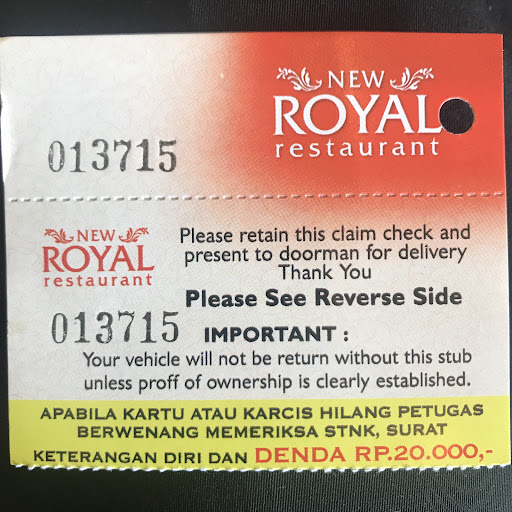 NEW
ROYAL
restaurant
013715
NEW
ROYAL
restaurant
Please retain this claim check and
present to doorman for delivery
Thank You
Please See Reverse Side
013715
IMPORTANT :
Your vehicle will not be return without this stub
unless proff of ownership is clearly established.
APABILA KARTU ATAU KARCIS HILANG PETUGAS
BERWENANG MEMERIKSA STNK, SURAT
KETERANGAN DIRI DAN DENDA RP.20.000,-